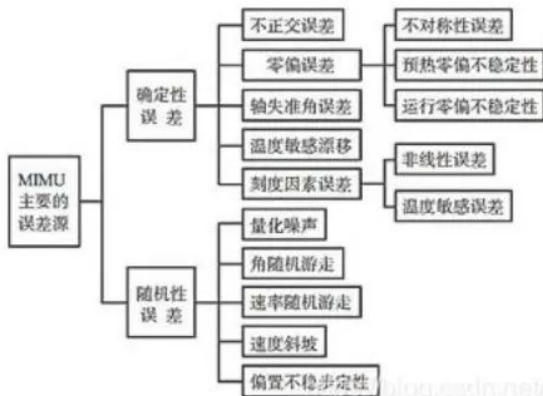 MIMU
主要的
误差源
确定性
误 差
不正交误差
零偏误差
不对称性误差
预热零偏不稳定性
运行零偏不稳定性
轴失准角误差
温度敏感漂移
刻度因素误差
非线性误差
温度敏感误差
随机性
误 差
量化噪声
角随机游走
速率随机游走
速度斜坡
偏置不稳步定性
blog.csdn.net